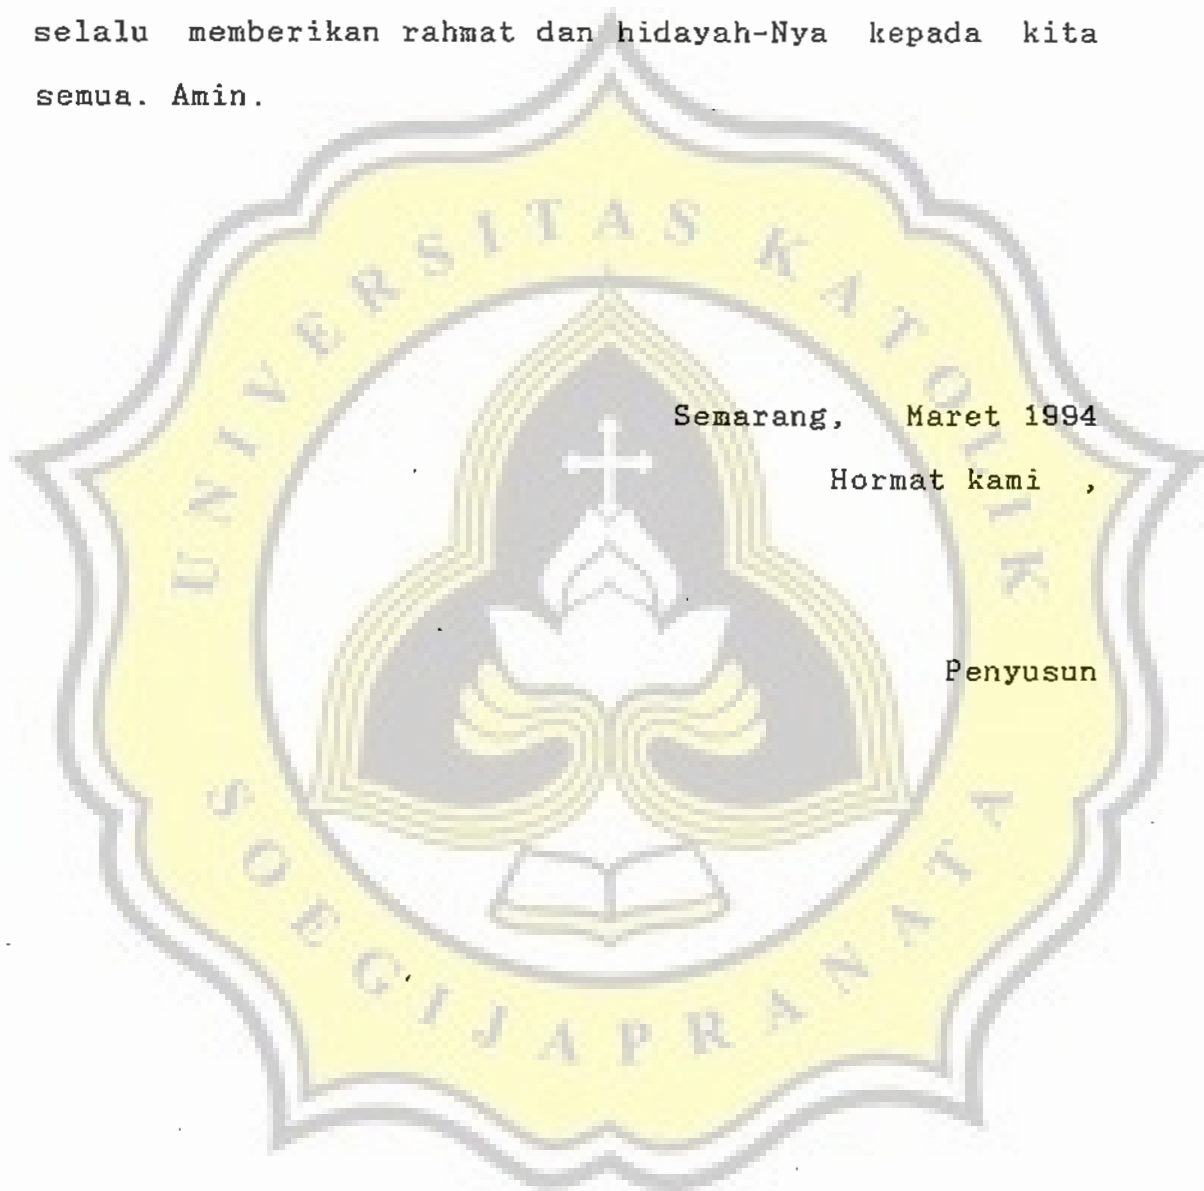 selalu memberikan rahmat dan hidayah-Nya kepada kita
semua. Amin.
UNIVERSITAS KATOLIK
Semarang, Maret 1994
Hormat kami ,
Penyusun
SOEGIJAPRANATA